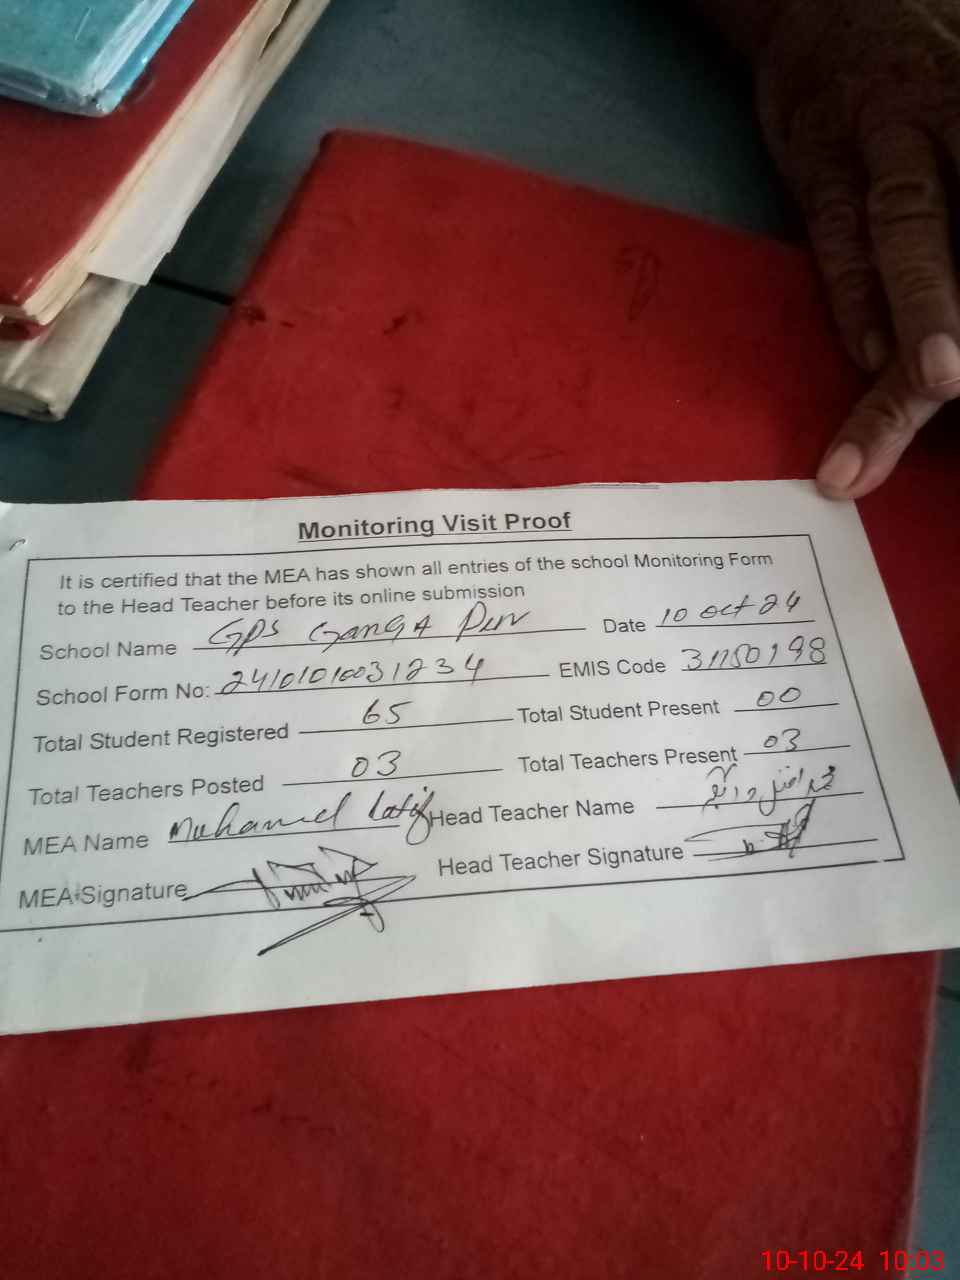 Monitoring Visit Proof
It is certified that the MEA has shown all entries of the school Monitoring Form
to the Head Teacher before its online submission
School Name GPS Ganga Date 10 oct 24
School Form No: 2410101001234 EMIS Code 31150198
Total Student Registered 65 Total Student Present 00
Total Teachers Posted 03 Total Teachers Present 03
MEA Name Muhamed Latif Head Teacher Name
MEA Signature Head Teacher Signature
10-10-24 10:03